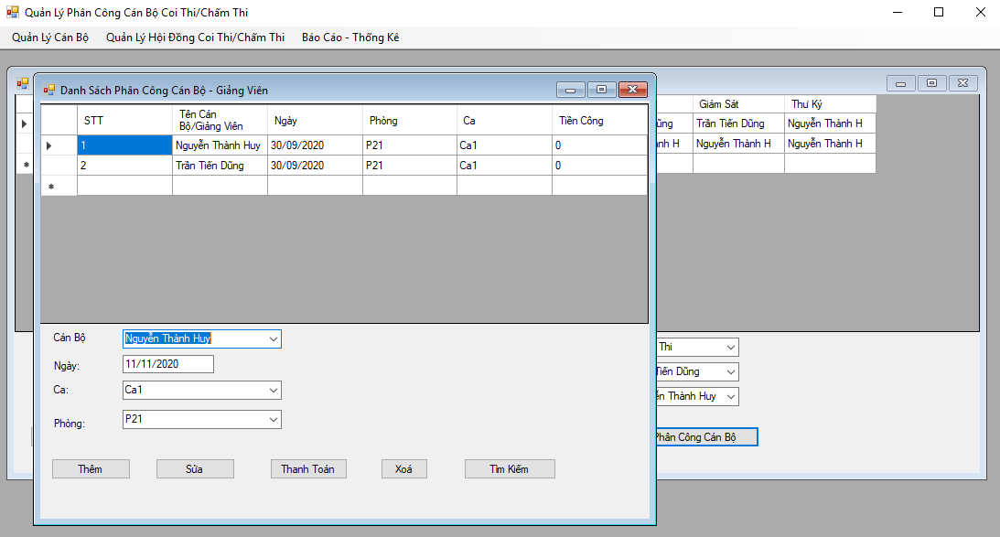 Quản Lý Phân Công Cán Bộ Coi Thi/Chấm Thi
Quản Lý Cán Bộ Quản Lý Hội Đồng Coi Thi/Chấm Thi Báo Cáo - Thống Kê
Danh Sách Phân Công Cán Bộ - Giảng Viên
STT Tên Cán Bộ/Giảng Viên Ngày Phòng Ca Tiền Công
1 Nguyễn Thành Huy 30/09/2020 P21 Ca1 0
2 Trần Tiến Dũng 30/09/2020 P21 Ca1 0
Giám Sát Thư Ký
ũng Trần Tiến Dũng Nguyễn Thành H
nh H Nguyễn Thành H Nguyễn Thành H
Cán Bộ Nguyễn Thành Huy
Ngày: 11/11/2020
Ca: Ca1
Phòng: P21
Thêm Sửa Thanh Toán Xoá Tìm Kiếm
Thi
Tiến Dũng
ễn Thành Huy
Phân Công Cán Bộ